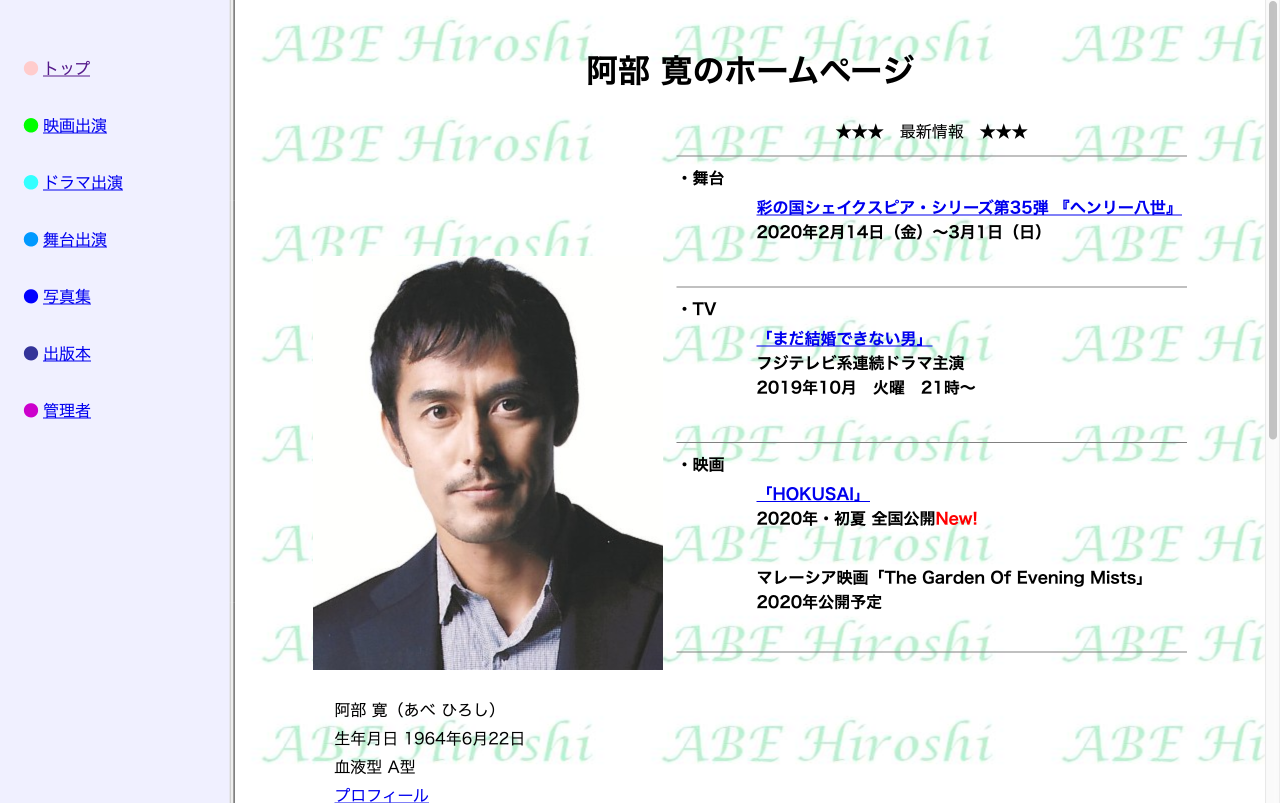 トップ
映画出演
ドラマ出演
舞台出演
写真集
出版本
管理者
ABE Hiroshi ABE Hiroshi ABE Hi
阿部 寛のホームページ
★★★　最新情報　★★★
・舞台
彩の国シェイクスピア・シリーズ第35弾 『ヘンリー八世』
2020年2月14日（金）～3月1日（日）
・TV
「まだ結婚できない男」
フジテレビ系連続ドラマ主演
2019年10月　火曜　21時～
・映画
「HOKUSAI」
2020年・初夏 全国公開New!
マレーシア映画「The Garden Of Evening Mists」
2020年公開予定
阿部 寛（あべ ひろし）
生年月日 1964年6月22日
血液型 A型
プロフィール